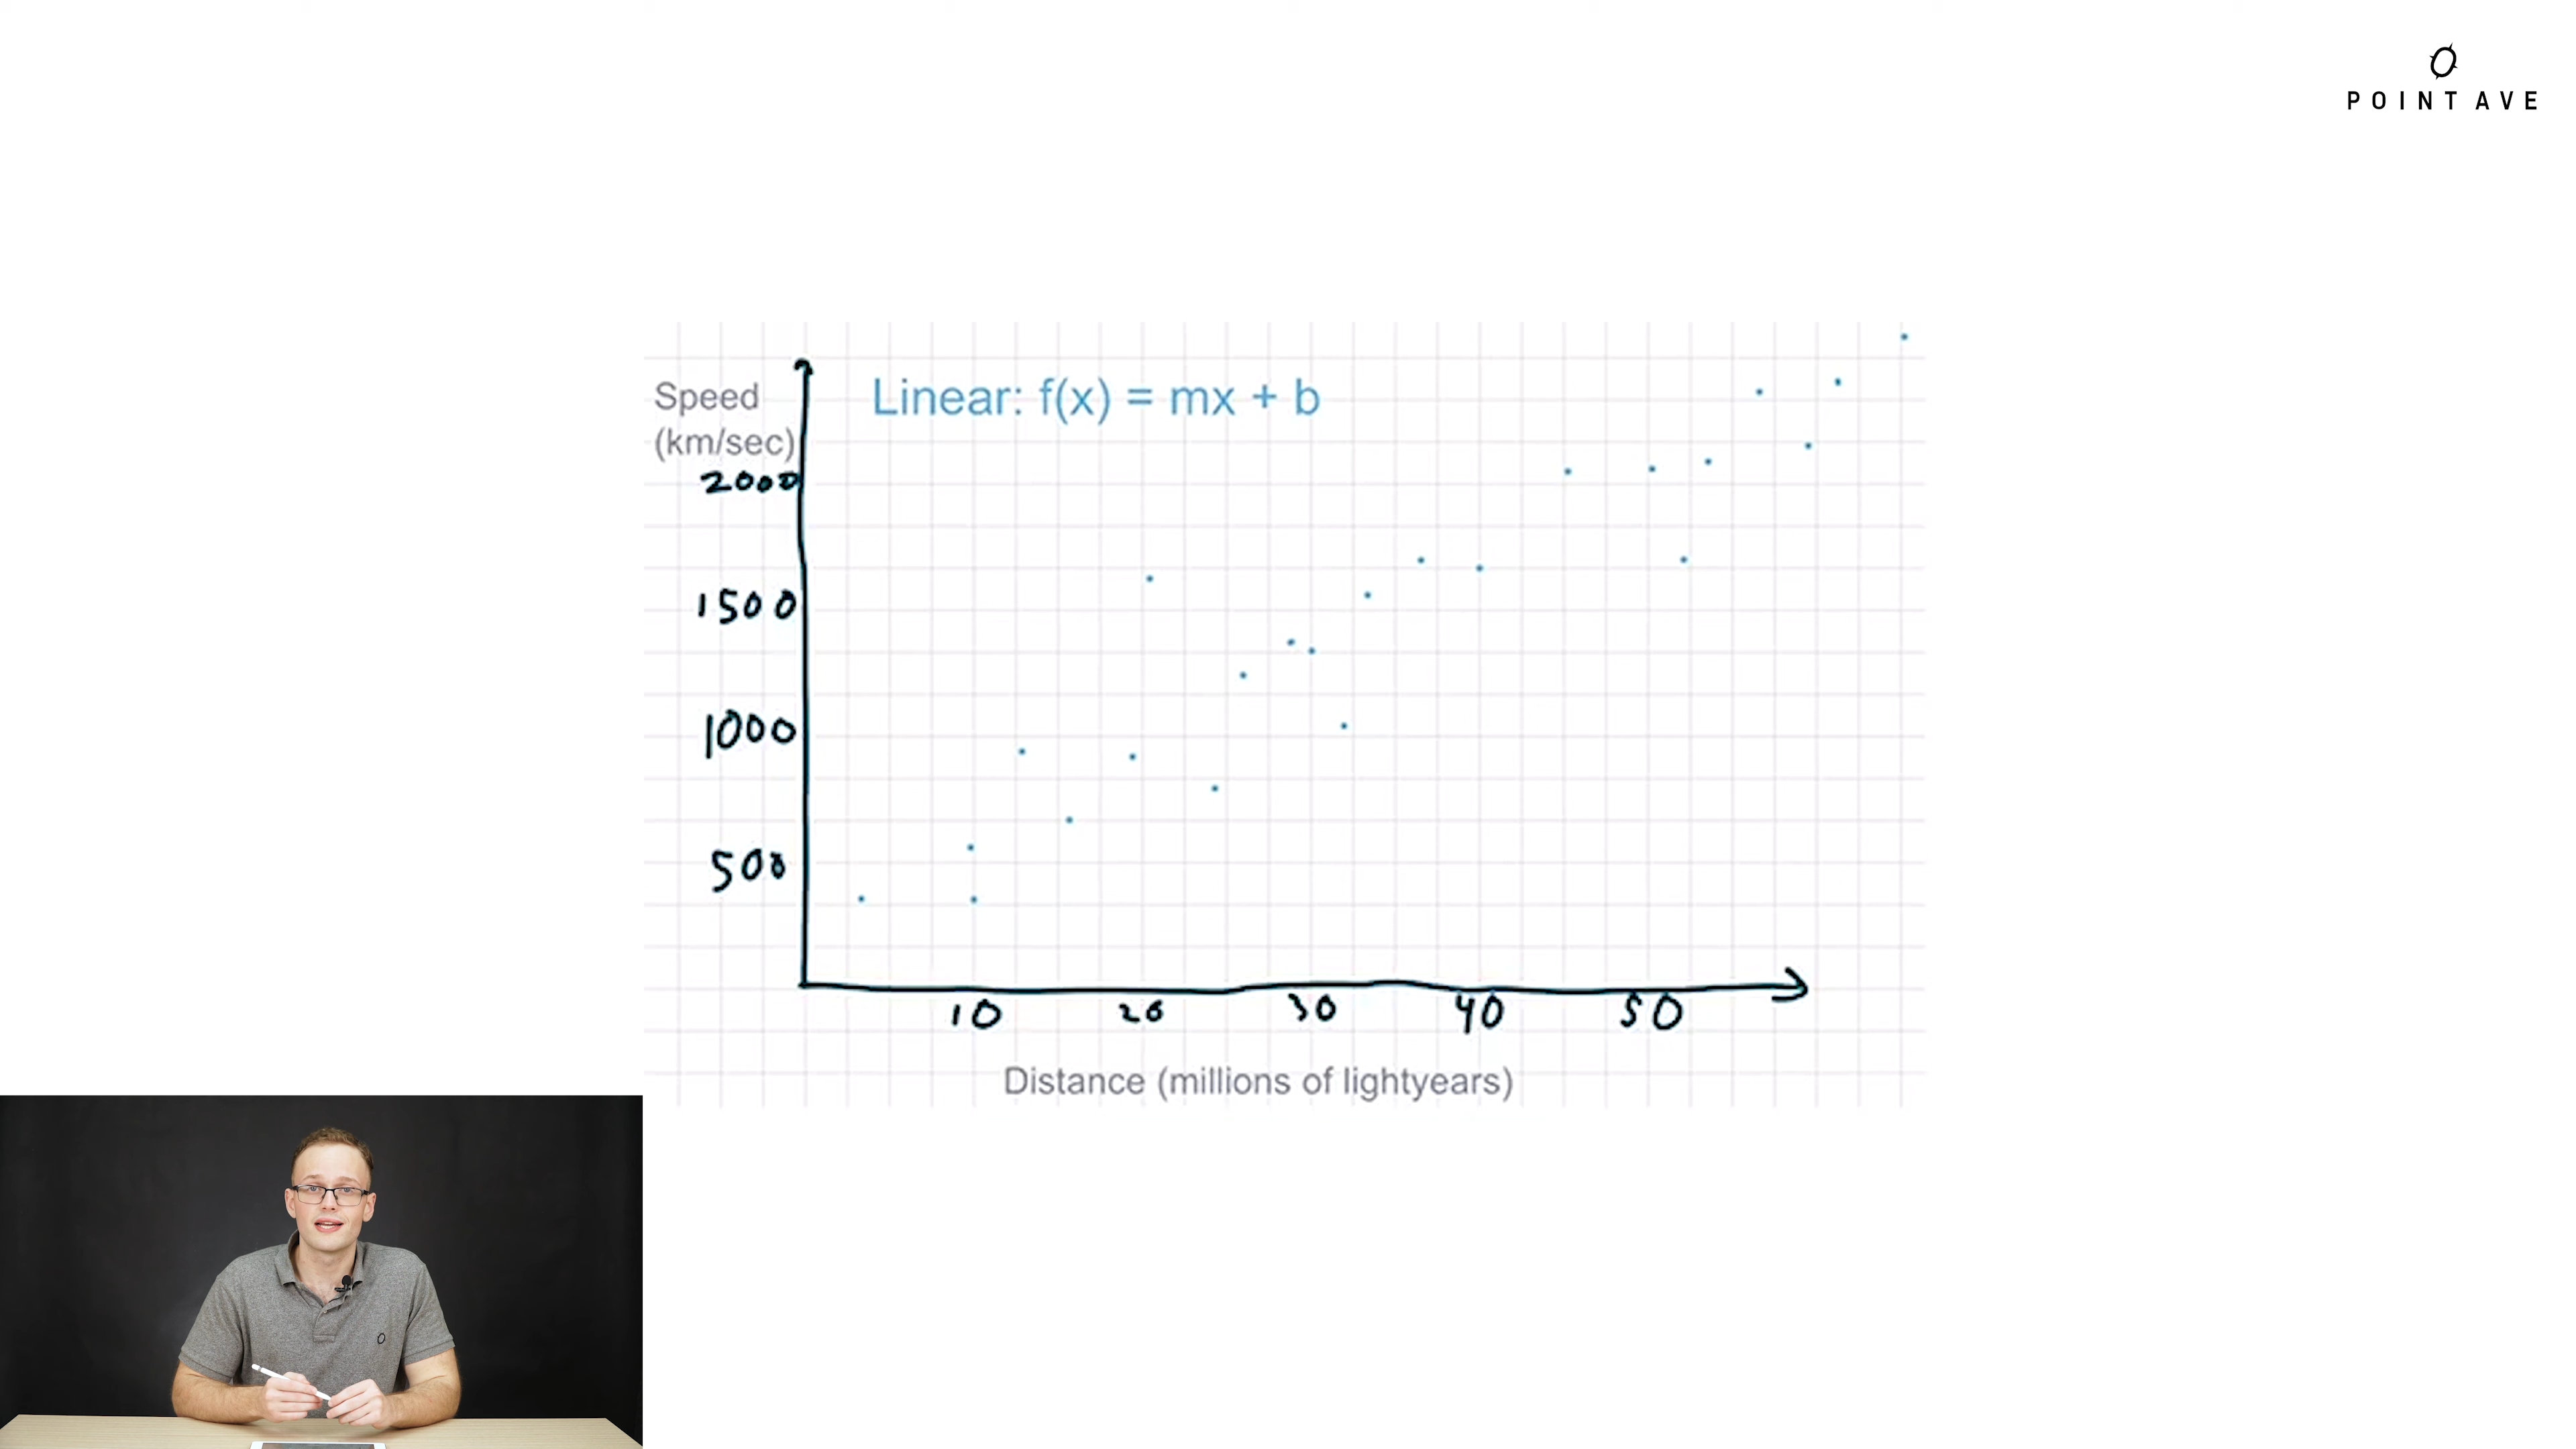 POINT AVE
Speed
(km/sec)
Linear: f(x) = mx + b
2000
1500
1000
500
10 20 30 40 50
Distance (millions of lightyears)